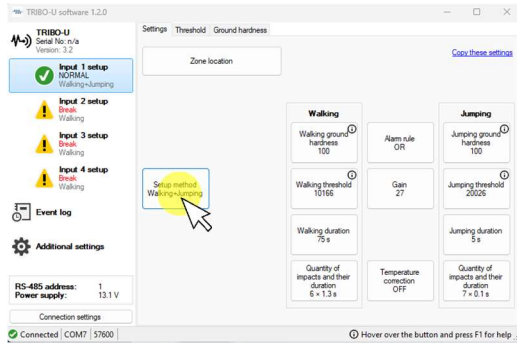 TRIBO-U software 1.2.0
TRIBO-U
Serial No: n/a
Version: 3.2
Input 1 setup
NORMAL
Walking+Jumping
Input 2 setup
Break
Walking
Input 3 setup
Break
Walking
Input 4 setup
Break
Walking
Event log
Additional settings
RS-485 address: 1
Power supply: 13.1 V
Connection settings
Settings Threshold Ground hardness
Zone location
Copy these settings
Setup method
Walking+Jumping
Walking
Walking ground
hardness
100
Walking threshold
10166
Walking duration
75 s
Quantity of
impacts and their
duration
6 × 1.3 s
Alarm rule
OR
Gain
27
Temperature
correction
OFF
Jumping
Jumping ground
hardness
100
Jumping threshold
20026
Jumping duration
5 s
Quantity of
impacts and their
duration
7 × 0.1 s
Connected COM7 57600
Hover over the button and press F1 for help